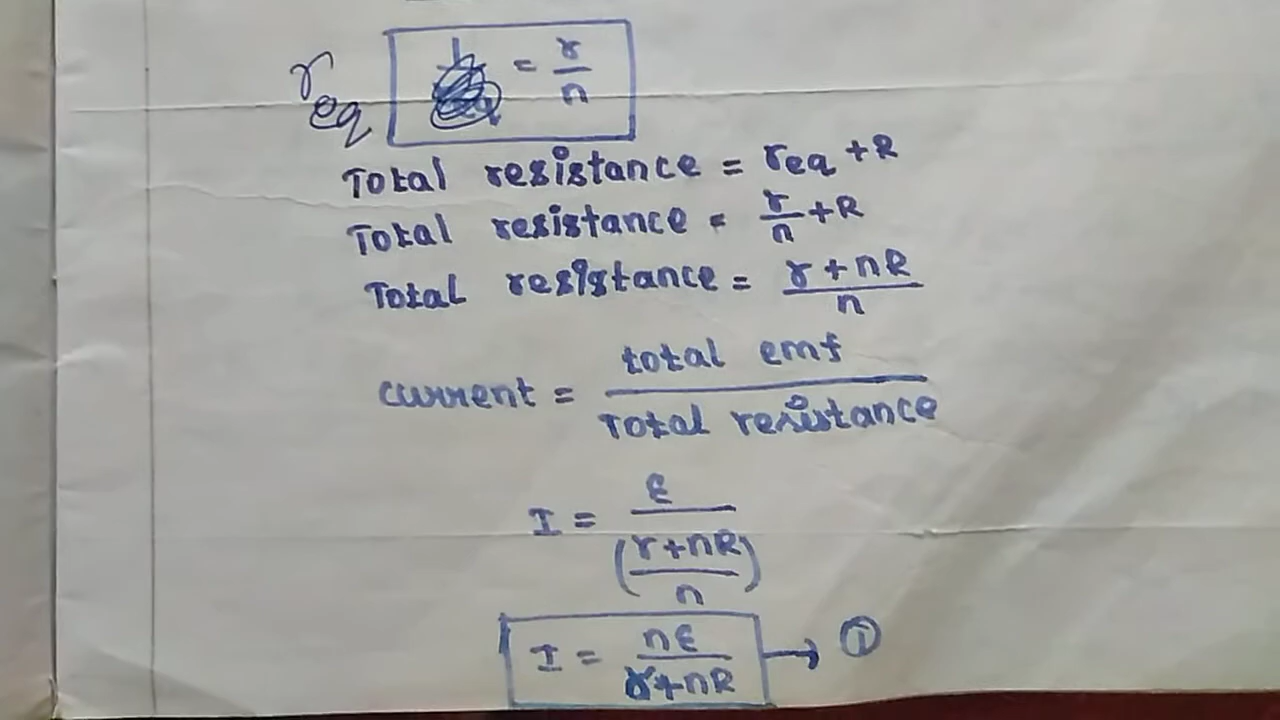 r_eq = r/n
Total resistance = r_eq + R
Total resistance = r/n + R
Total resistance = (r + nR)/n
current = total emf / Total resistance
I = ε / ((r + nR)/n)
I = nε / (r + nR) → ①